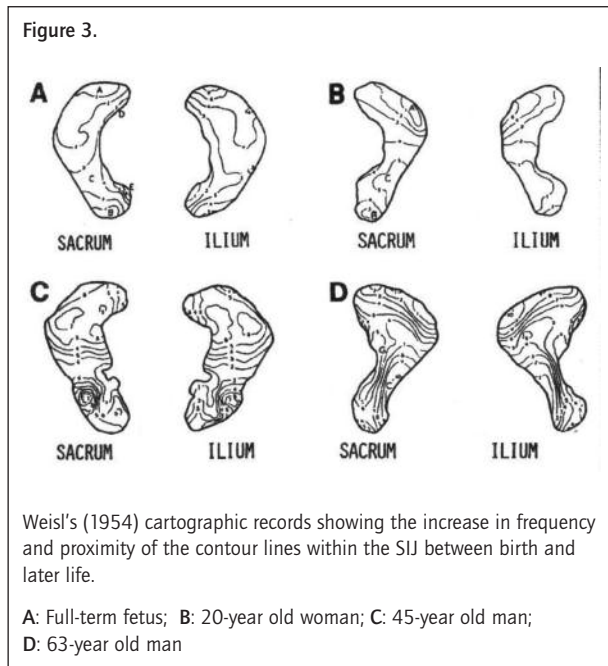 Figure 3.
A
B
SACRUM
ILIUM
SACRUM
ILIUM
C
D
SACRUM
ILIUM
SACRUM
ILIUM
Weisl's (1954) cartographic records showing the increase in frequency
and proximity of the contour lines within the SIJ between birth and
later life.
A: Full-term fetus; B: 20-year old woman; C: 45-year old man;
D: 63-year old man